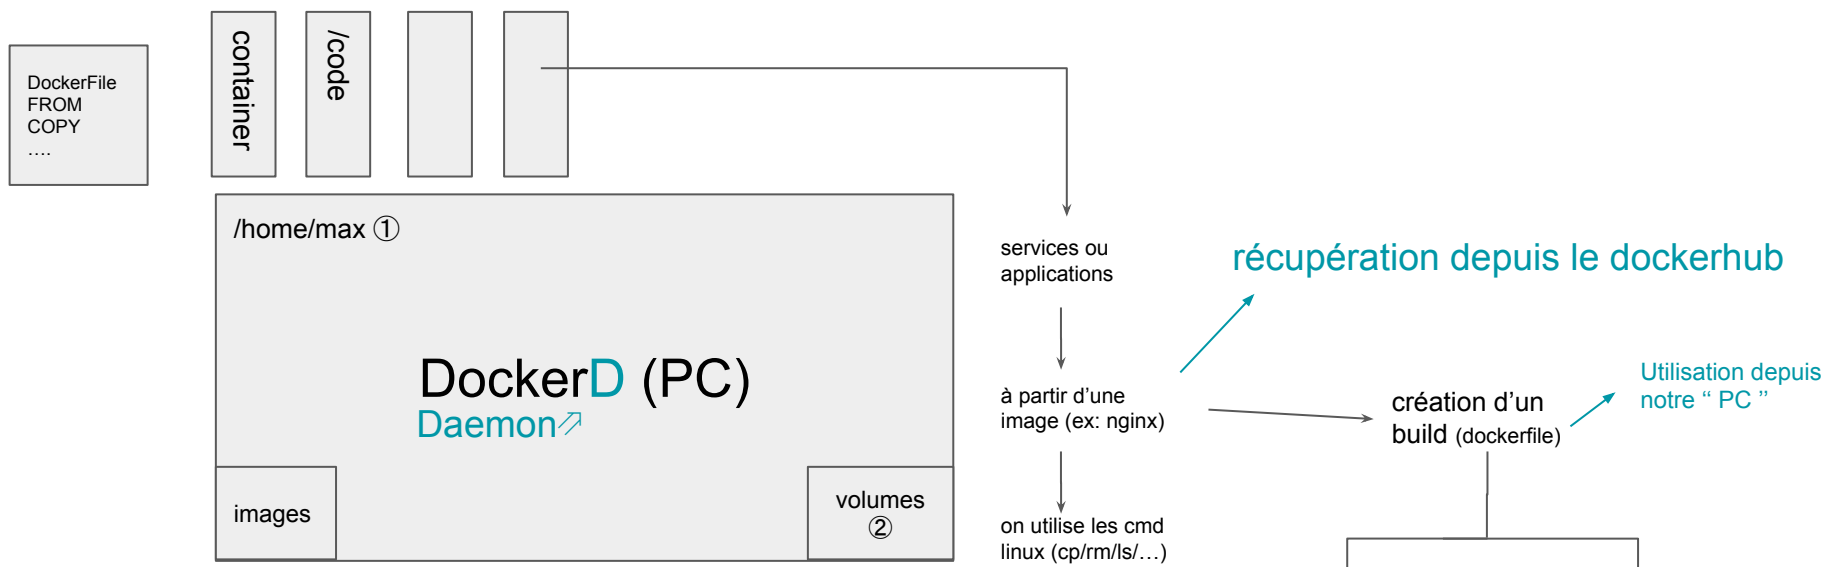 DockerFile
FROM
COPY
….
container
/code
/home/max ①
DockerD (PC)
Daemon⇗
images
volumes
②
services ou
applications
à partir d’une
image (ex: nginx)
on utilise les cmd
linux (cp/rm/ls/…)
récupération depuis le dockerhub
création d’un
build (dockerfile)
Utilisation depuis
notre “ PC ”